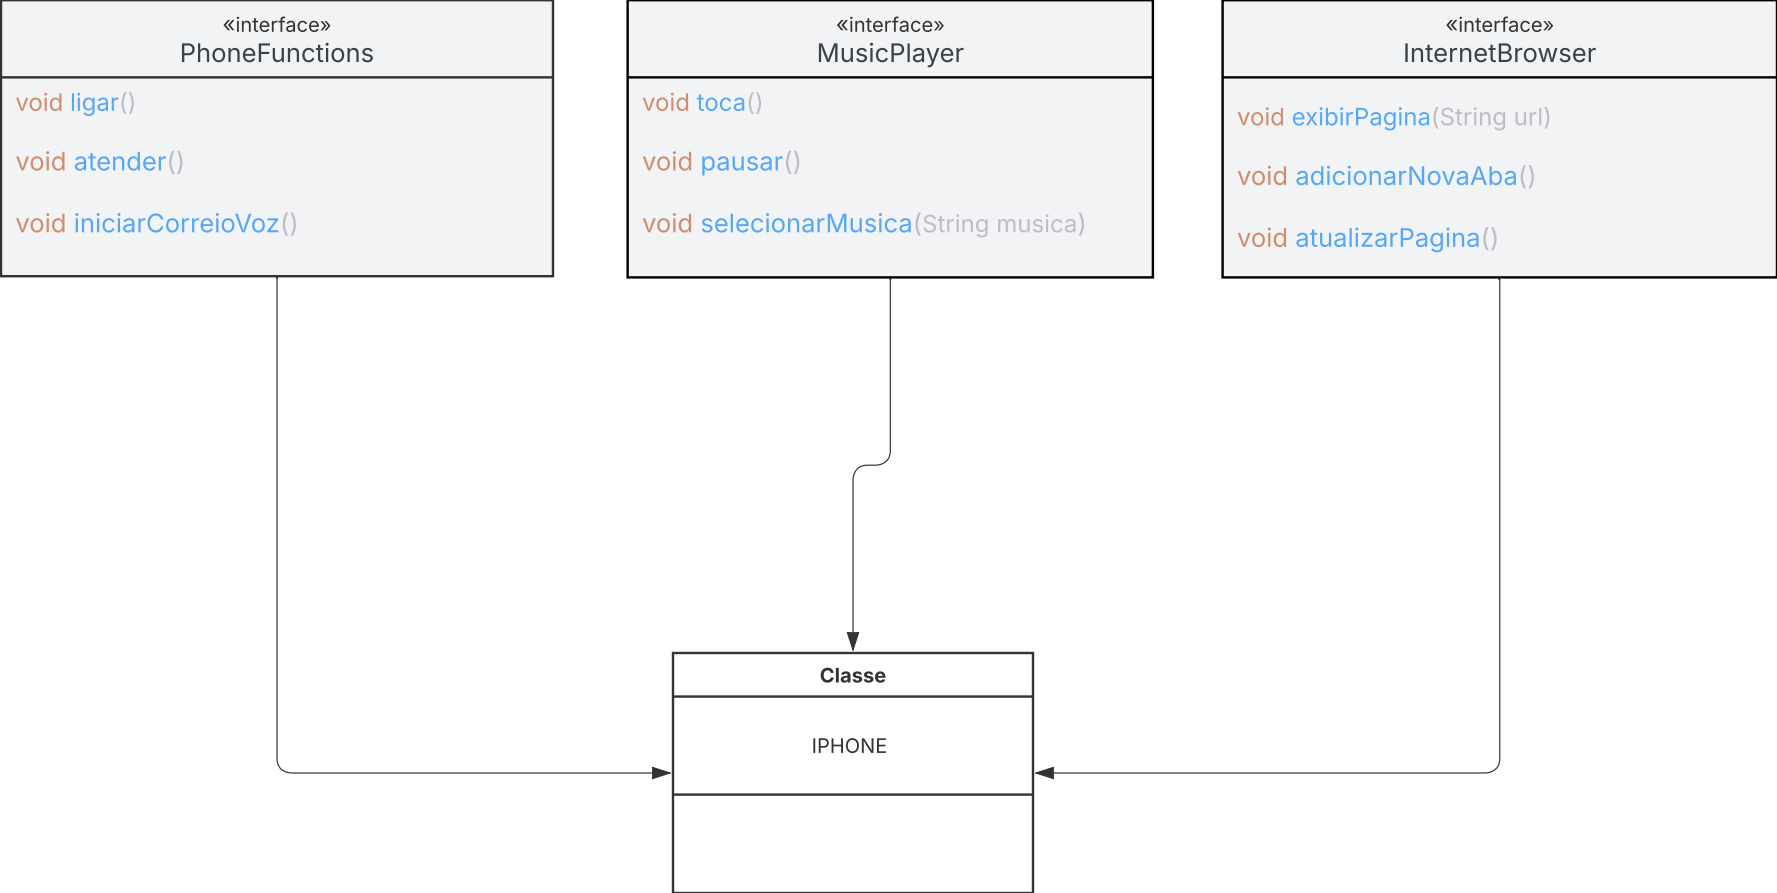 «interface»
PhoneFunctions
void ligar()
void atender()
void iniciarCorreioVoz()
«interface»
MusicPlayer
void toca()
void pausar()
void selecionarMusica(String musica)
«interface»
InternetBrowser
void exibirPagina(String url)
void adicionarNovaAba()
void atualizarPagina()
Classe
IPHONE